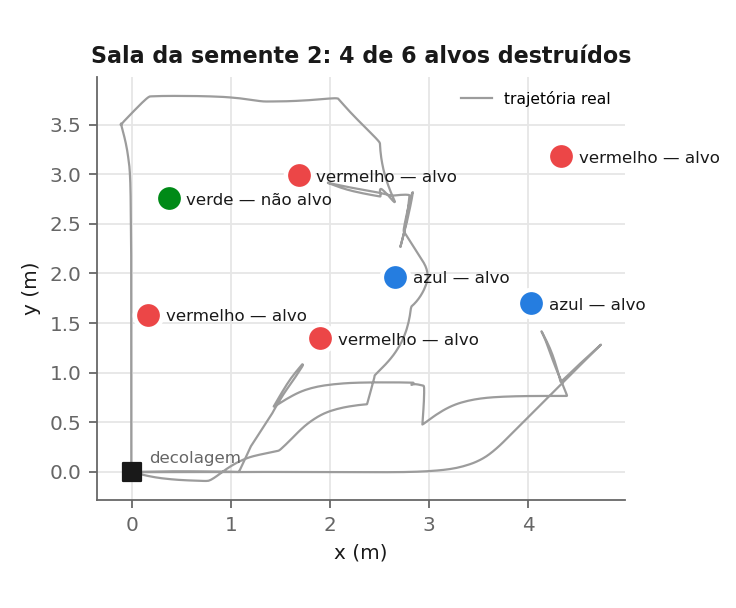 Sala da semente 2: 4 de 6 alvos destruídos
trajetória real
vermelho — alvo
vermelho — alvo
verde — não alvo
azul — alvo
azul — alvo
vermelho — alvo
vermelho — alvo
decolagem
3.5
3.0
2.5
2.0
1.5
1.0
0.5
0.0
y (m)
0 1 2 3 4
x (m)